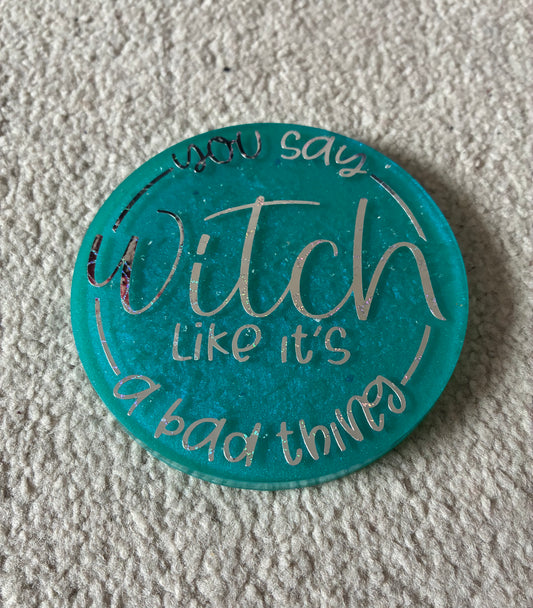 you say
Witch
Like it's
a bad thing